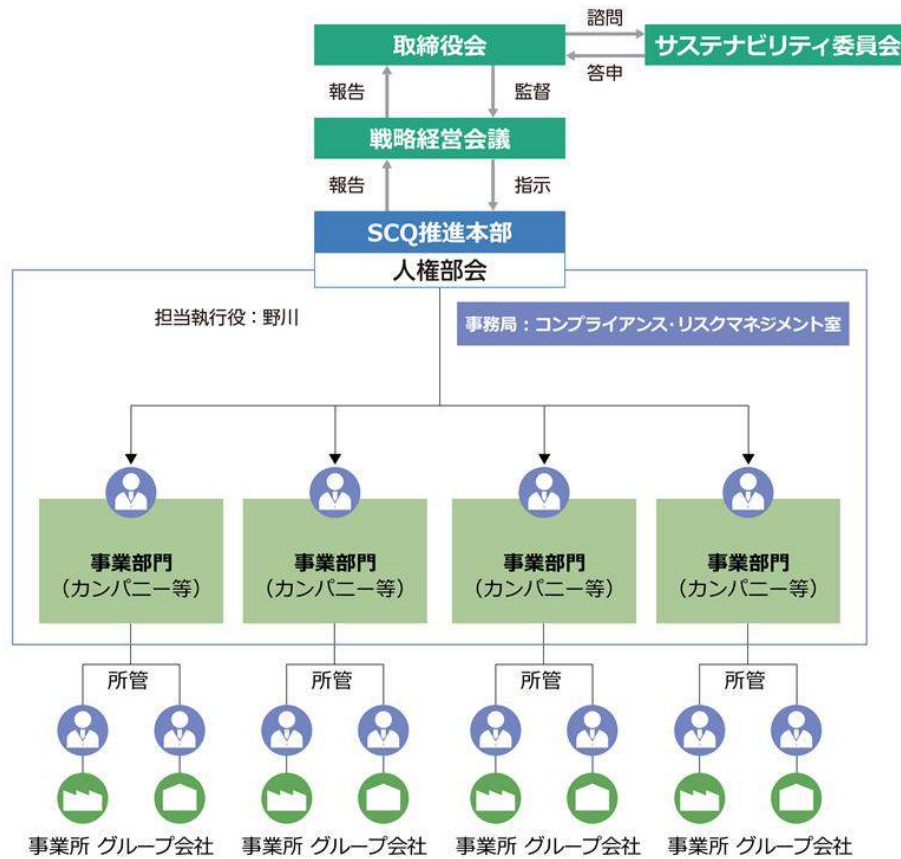 諮問
取締役会
サステナビリティ委員会
答申
報告
監督
戦略経営会議
報告
指示
SCQ推進本部
人権部会
担当執行役：野川
事務局：コンプライアンス・リスクマネジメント室
事業部門
（カンパニー等）
事業部門
（カンパニー等）
事業部門
（カンパニー等）
事業部門
（カンパニー等）
所管
所管
所管
所管
事業所 グループ会社
事業所 グループ会社
事業所 グループ会社
事業所 グループ会社